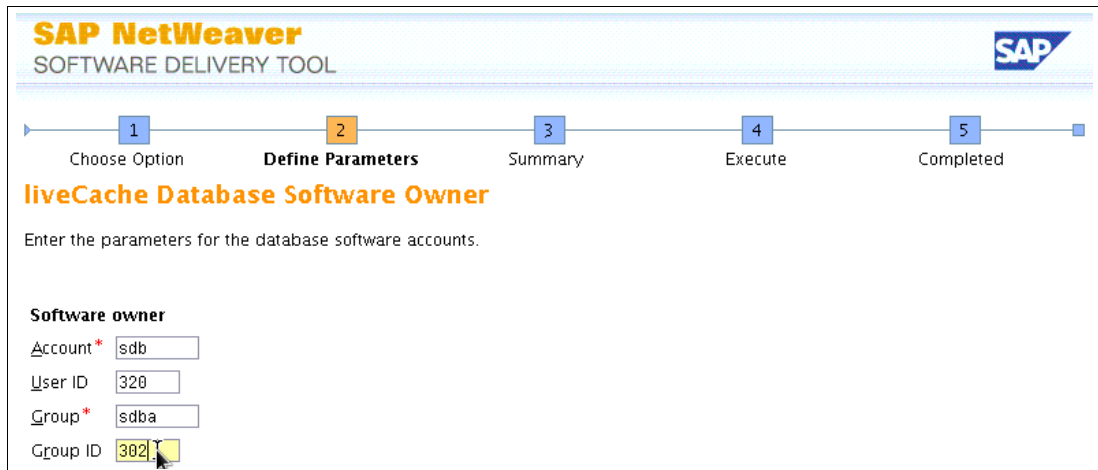 SAP NetWeaver
SOFTWARE DELIVERY TOOL
SAP
1 2 3 4 5
Choose Option Define Parameters Summary Execute Completed
liveCache Database Software Owner
Enter the parameters for the database software accounts.
Software owner
Account* sdb
User ID 320
Group* sdba
Group ID 302